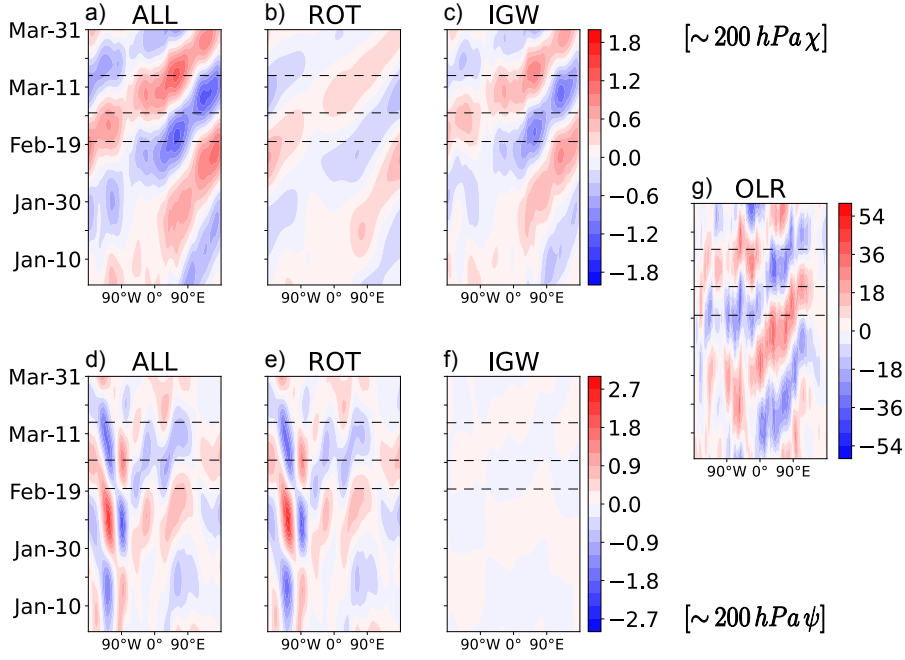 a) ALL
b) ROT
c) IGW
[~ 200 hPa χ]
Mar-31
Mar-11
Feb-19
Jan-30
Jan-10
90°W 0° 90°E
90°W 0° 90°E
90°W 0° 90°E
1.8
1.2
0.6
0.0
−0.6
−1.2
−1.8
g) OLR
90°W 0° 90°E
54
36
18
0
−18
−36
−54
d) ALL
e) ROT
f) IGW
Mar-31
Mar-11
Feb-19
Jan-30
Jan-10
90°W 0° 90°E
90°W 0° 90°E
90°W 0° 90°E
2.7
1.8
0.9
0.0
−0.9
−1.8
−2.7
[~ 200 hPa ψ]